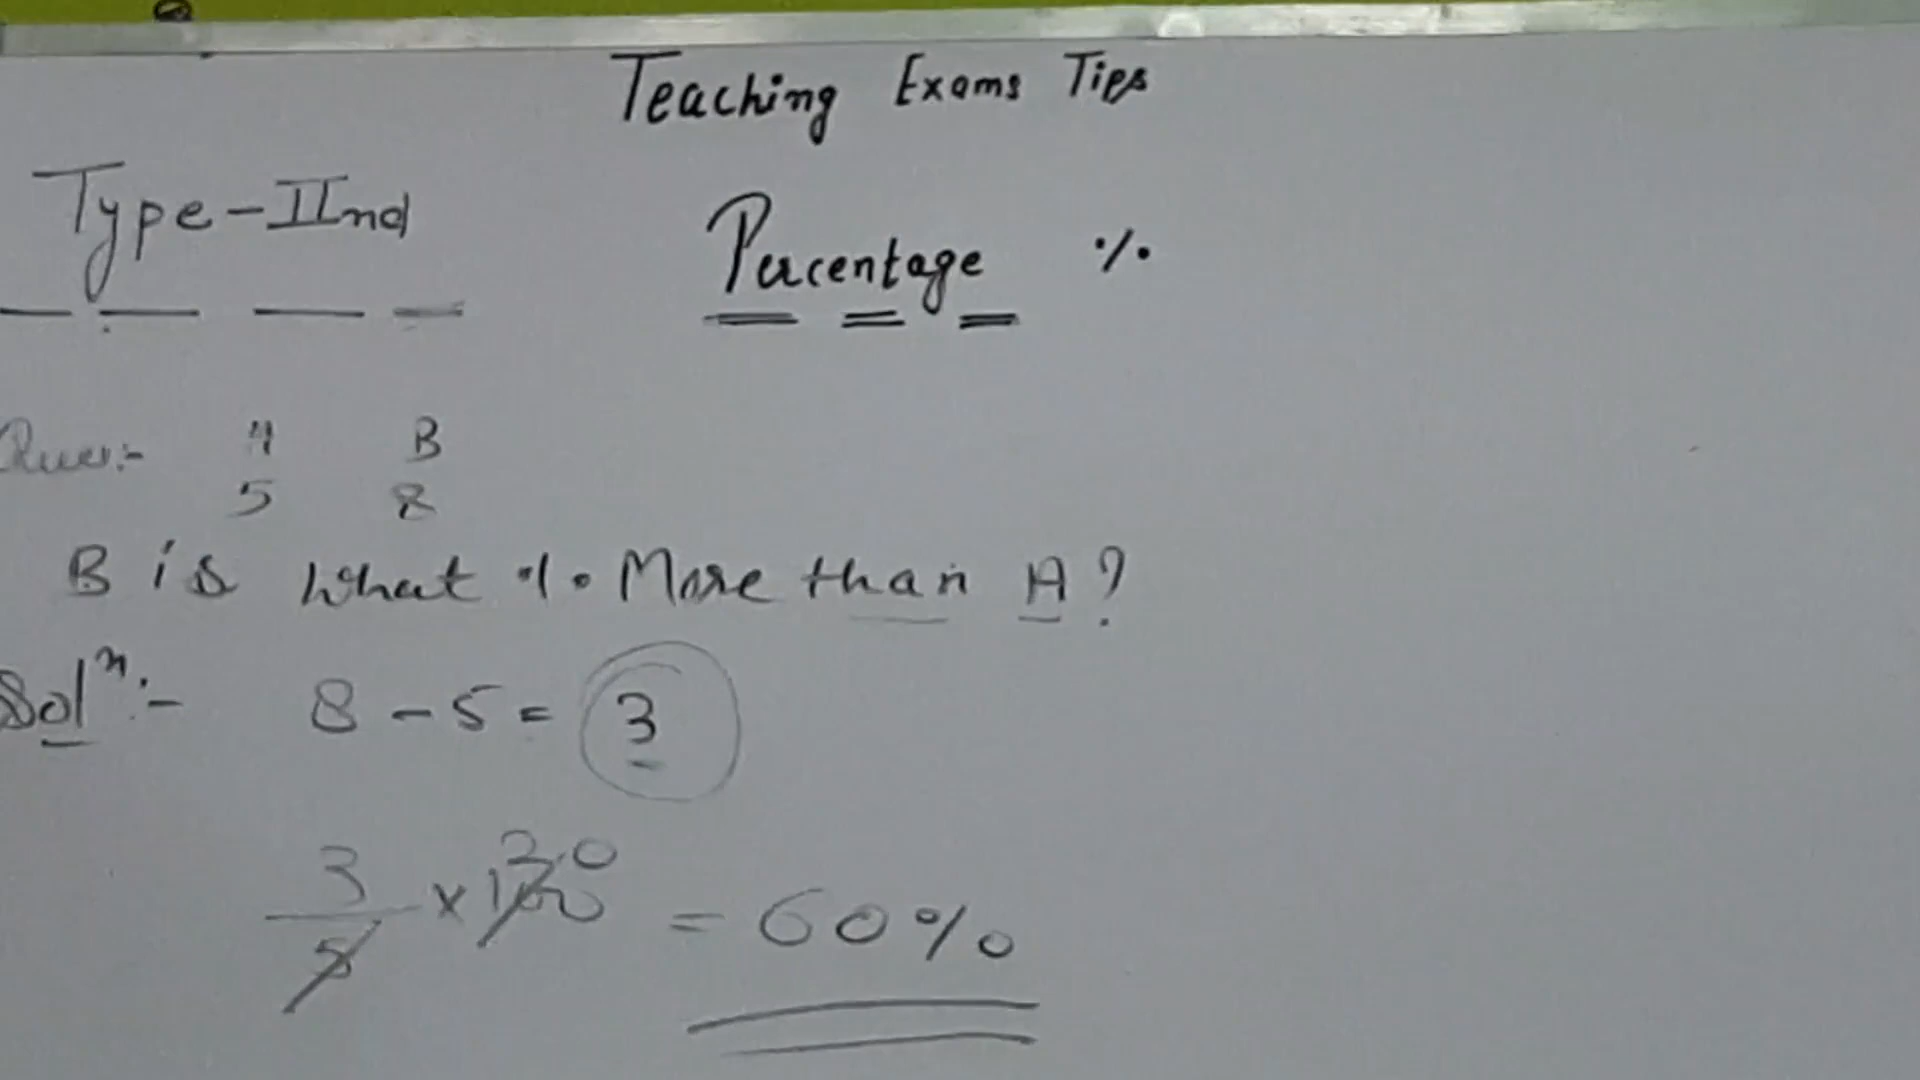 Teaching Exams Tips
Type-IInd
Percentage %
Ques:- A B
5 8
B is what % More than A?
Solⁿ:- 8 - 5 = 3
3/5 x 100 20 = 60%